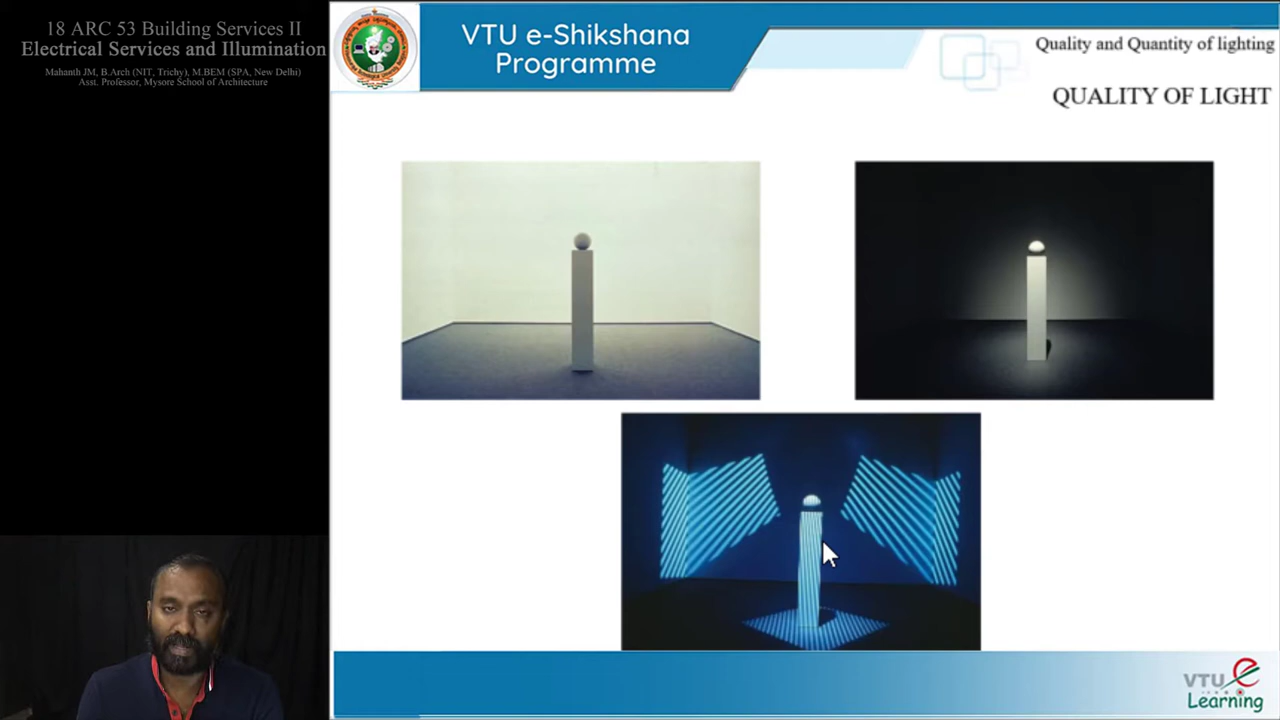 18 ARC 53 Building Services II
Electrical Services and Illumination
Mahanth JM, B.Arch (NIT, Trichy), M.BEM (SPA, New Delhi)
Asst. Professor, Mysore School of Architecture
VTU e-Shikshana
Programme
Quality and Quantity of lighting
QUALITY OF LIGHT
VTU e
Learning